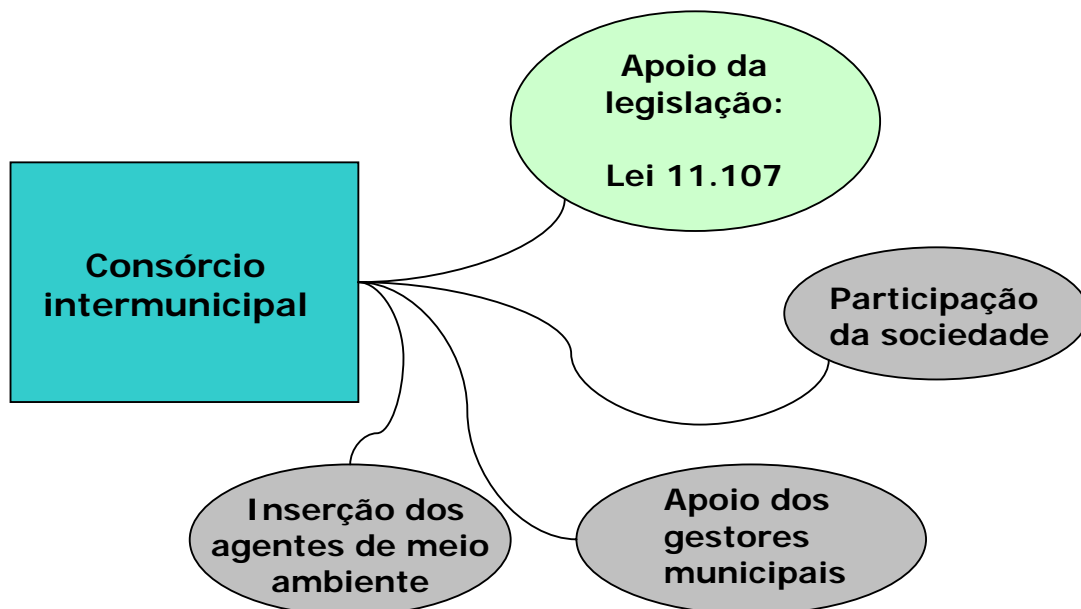 Apoio da
legislação:
Lei 11.107
Consórcio
intermunicipal
Participação
da sociedade
Inserção dos
agentes de meio
ambiente
Apoio dos
gestores
municipais